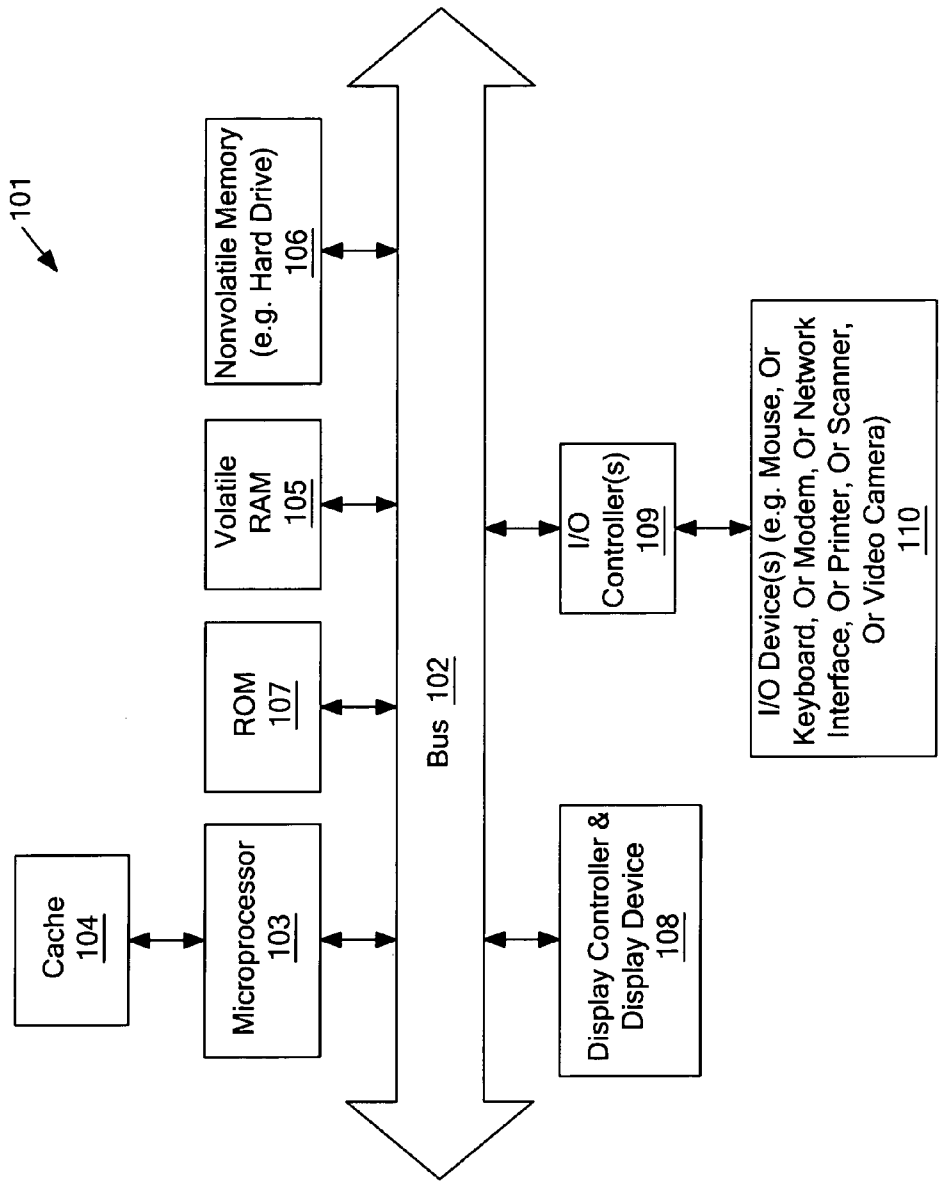 101
Cache
104
Microprocessor
103
ROM
107
Volatile
RAM
105
Nonvolatile Memory
(e.g. Hard Drive)
106
Bus 102
Display Controller &
Display Device
108
I/O
Controller(s)
109
I/O Device(s) (e.g. Mouse, Or
Keyboard, Or Modem, Or Network
Interface, Or Printer, Or Scanner,
Or Video Camera)
110